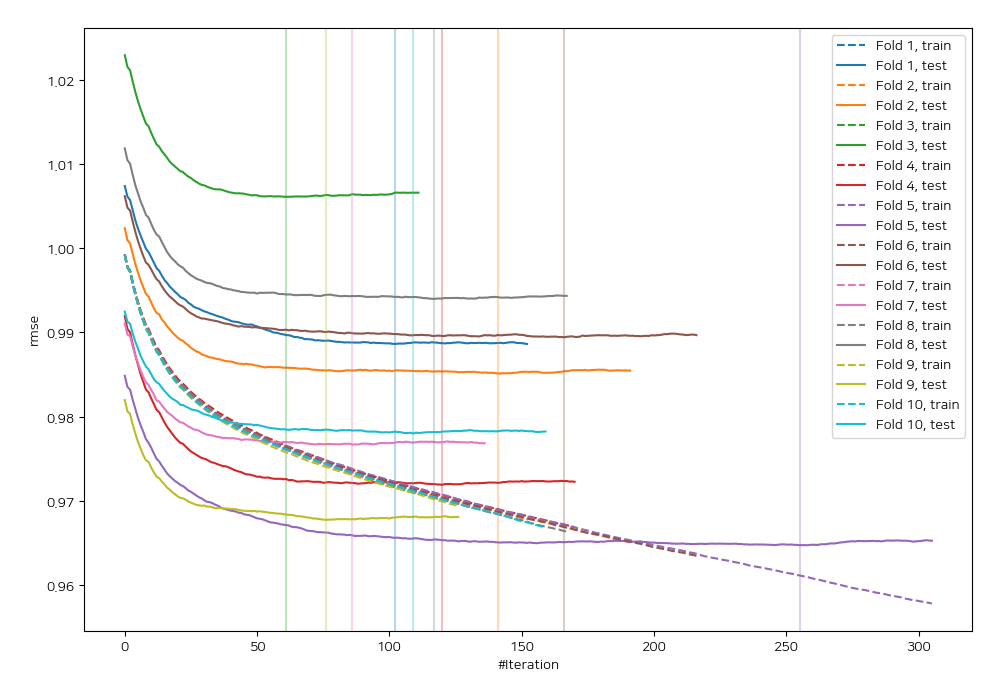 1,02
1,01
1,00
0,99
0,98
0,97
0,96
rmse
0
50
100
150
200
250
300
#Iteration
Fold 1, train
Fold 1, test
Fold 2, train
Fold 2, test
Fold 3, train
Fold 3, test
Fold 4, train
Fold 4, test
Fold 5, train
Fold 5, test
Fold 6, train
Fold 6, test
Fold 7, train
Fold 7, test
Fold 8, train
Fold 8, test
Fold 9, train
Fold 9, test
Fold 10, train
Fold 10, test